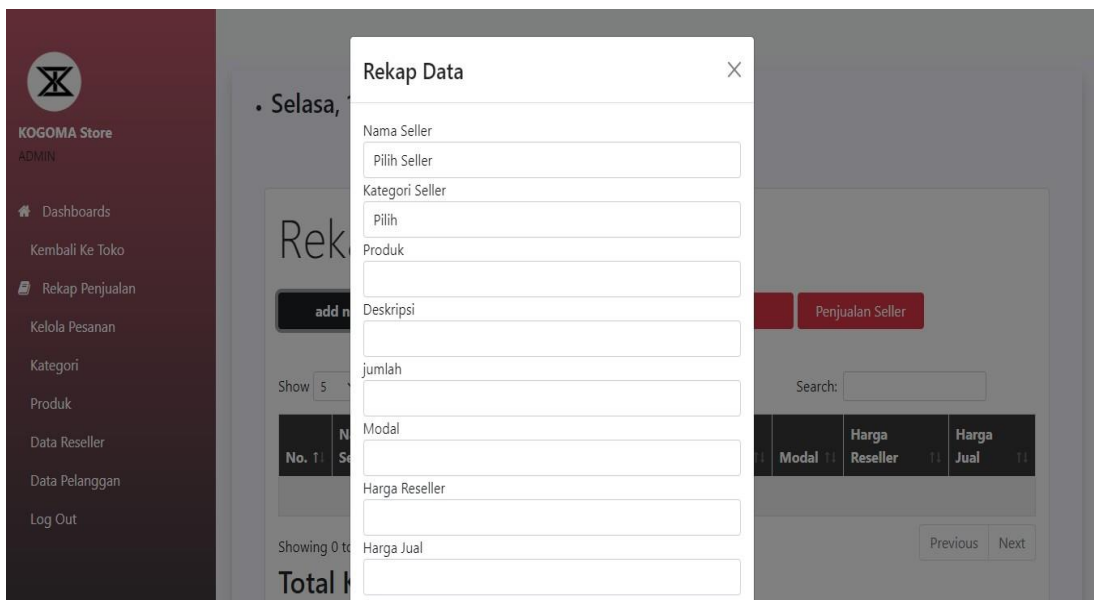 KOGOMA Store
ADMIN
Dashboards
Kembali Ke Toko
Rekap Penjualan
Kelola Pesanan
Kategori
Produk
Data Reseller
Data Pelanggan
Log Out
• Selasa,
Rek
add n
Penjualan Seller
Show 5
Search:
No.
N
Se
Modal
Harga
Reseller
Harga
Jual
Showing 0 to
Previous Next
Total
Rekap Data
Nama Seller
Pilih Seller
Kategori Seller
Pilih
Produk
Deskripsi
jumlah
Modal
Harga Reseller
Harga Jual